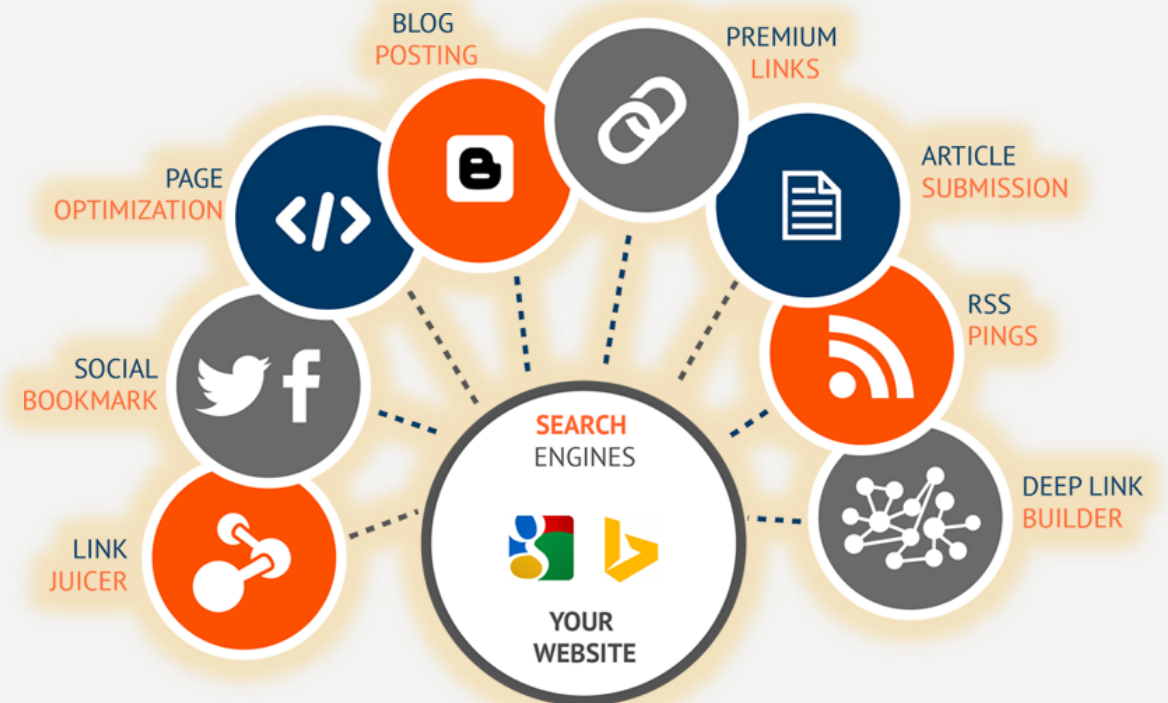 BLOG
POSTING
PREMIUM
LINKS
PAGE
OPTIMIZATION
ARTICLE
SUBMISSION
SOCIAL
BOOKMARK
RSS
PINGS
LINK
JUICER
DEEP LINK
BUILDER
SEARCH
ENGINES
YOUR
WEBSITE